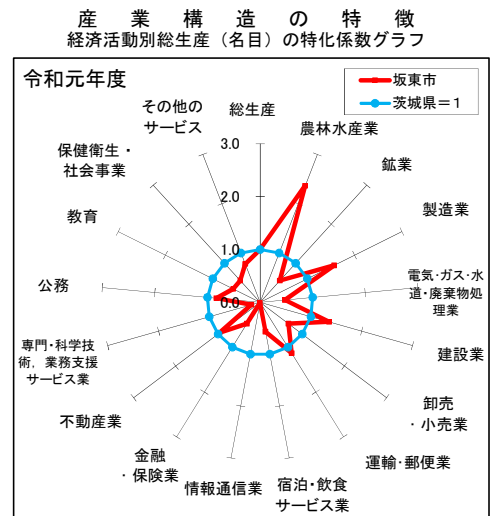 産業構造の特徴
経済活動別総生産（名目）の特化係数グラフ
令和元年度
坂東市
茨城県＝１
総生産
農林水産業
鉱業
製造業
電気･ガス･水
道･廃棄物処
理業
建設業
卸売
・小売業
運輸･郵便業
宿泊・飲食
サービス業
情報通信業
金融
・保険業
不動産業
専門・科学技
術，業務支援
サービス業
公務
教育
保健衛生・
社会事業
その他の
サービス
3.0
2.0
1.0
0.0